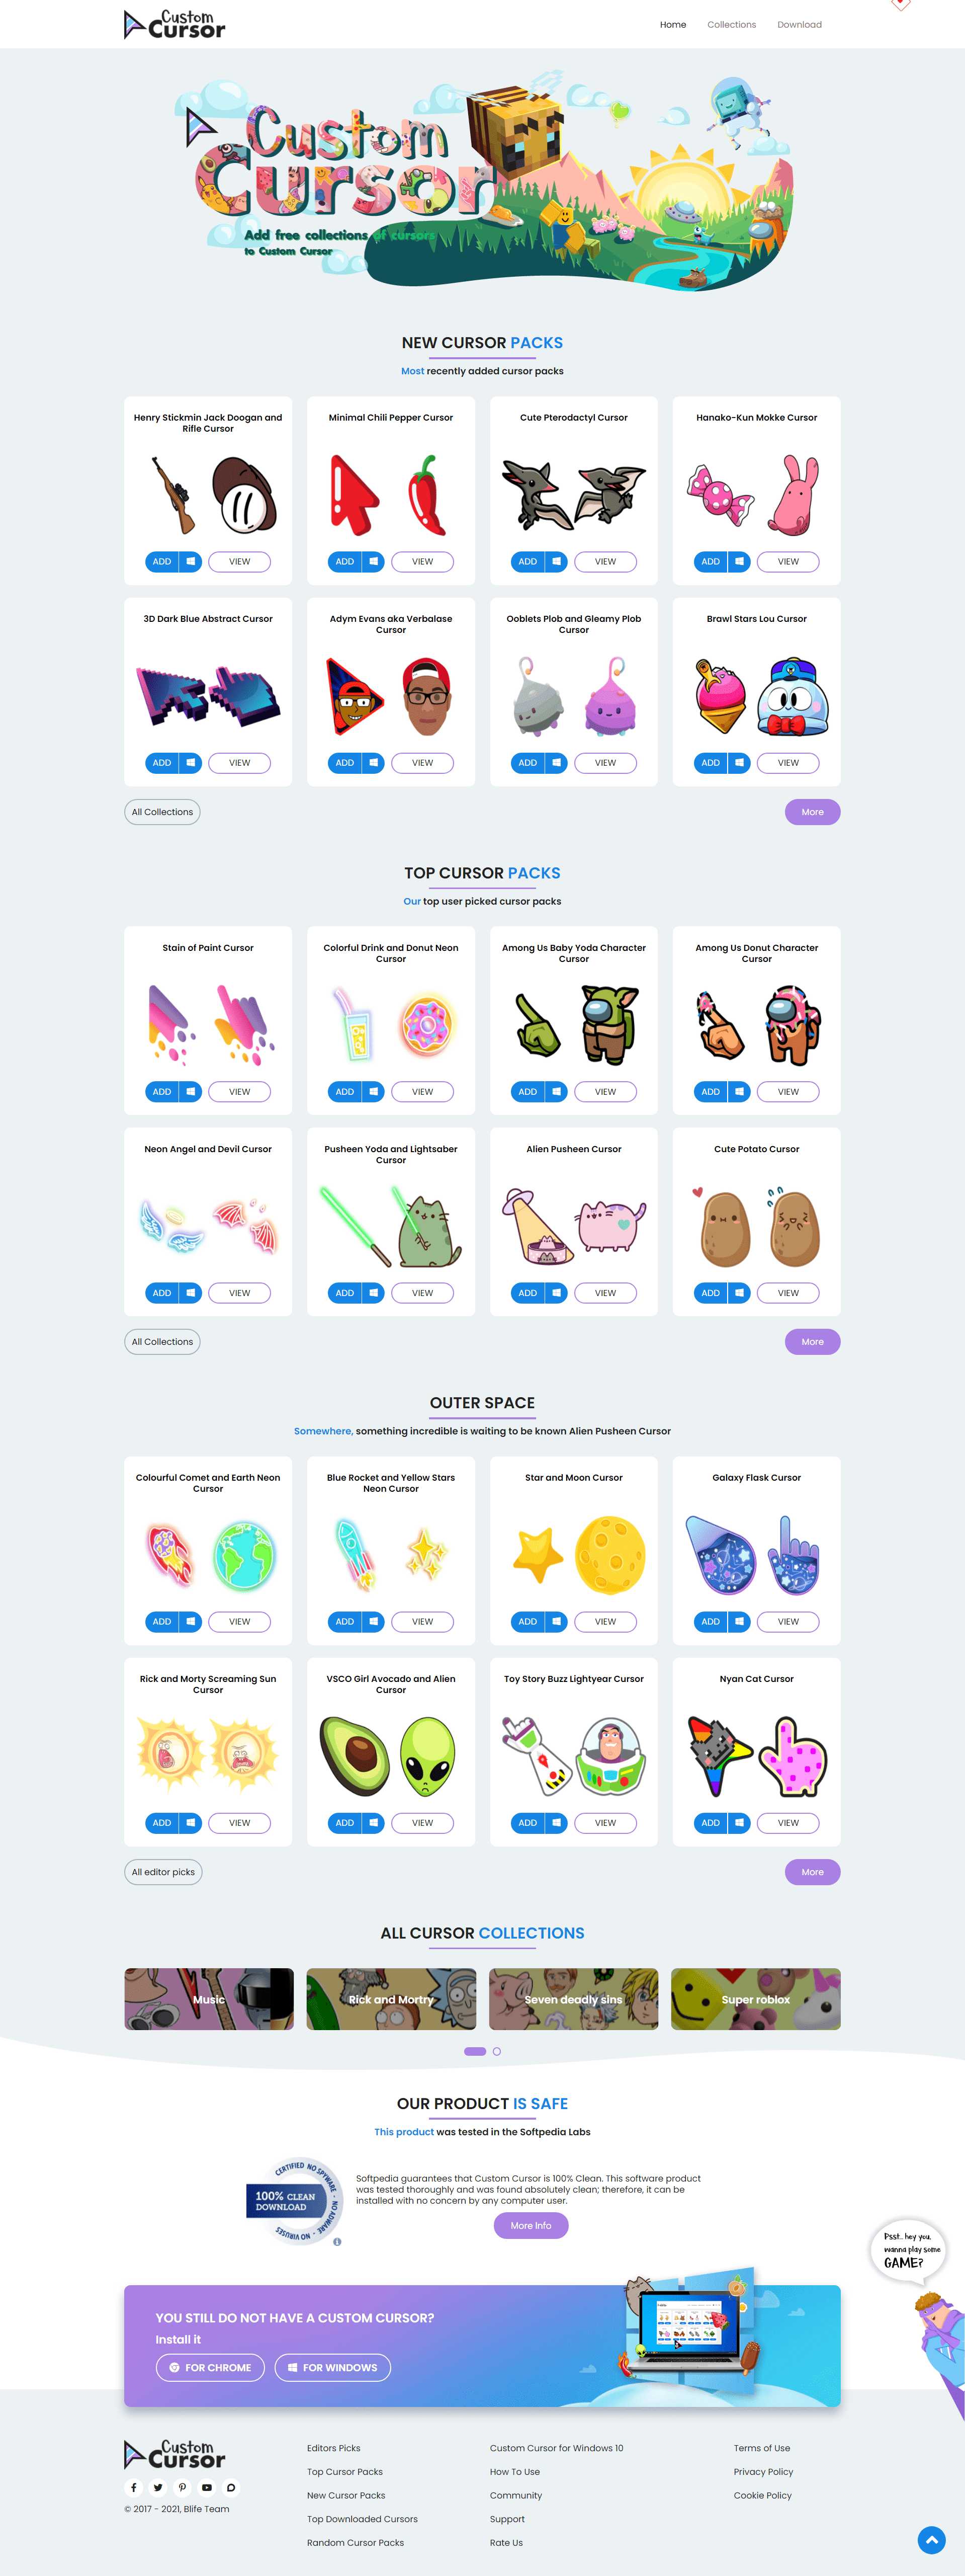 Custom
Cursor
Home
Collections
Download
Custom
Cursor
Add free collections of cursors
to Custom Cursor
NEW CURSOR PACKS
Most recently added cursor packs
Henry Stickmin Jack Doogan and
Rifle Cursor
Minimal Chili Pepper Cursor
Cute Pterodactyl Cursor
Hanako-Kun Mokke Cursor
ADD
VIEW
ADD
VIEW
ADD
VIEW
ADD
VIEW
3D Dark Blue Abstract Cursor
Adym Evans aka Verbalase
Cursor
Ooblets Plob and Gleamy Plob
Cursor
Brawl Stars Lou Cursor
ADD
VIEW
ADD
VIEW
ADD
VIEW
ADD
VIEW
All Collections
More
TOP CURSOR PACKS
Our top user picked cursor packs
Stain of Paint Cursor
Colorful Drink and Donut Neon
Cursor
Among Us Baby Yoda Character
Cursor
Among Us Donut Character
Cursor
ADD
VIEW
ADD
VIEW
ADD
VIEW
ADD
VIEW
Neon Angel and Devil Cursor
Pusheen Yoda and Lightsaber
Cursor
Alien Pusheen Cursor
Cute Potato Cursor
ADD
VIEW
ADD
VIEW
ADD
VIEW
ADD
VIEW
All Collections
More
OUTER SPACE
Somewhere, something incredible is waiting to be known Alien Pusheen Cursor
Colourful Comet and Earth Neon
Cursor
Blue Rocket and Yellow Stars
Neon Cursor
Star and Moon Cursor
Galaxy Flask Cursor
ADD
VIEW
ADD
VIEW
ADD
VIEW
ADD
VIEW
Rick and Morty Screaming Sun
Cursor
VSCO Girl Avocado and Alien
Cursor
Toy Story Buzz Lightyear Cursor
Nyan Cat Cursor
ADD
VIEW
ADD
VIEW
ADD
VIEW
ADD
VIEW
All editor picks
More
ALL CURSOR COLLECTIONS
Music
Rick and Mortry
Seven deadly sins
Super roblox
OUR PRODUCT IS SAFE
This product was tested in the Softpedia Labs
CERTIFIED NO SPYWARE - NO ADWARE - NO VIRUSES
100% CLEAN
DOWNLOAD
Softpedia guarantees that Custom Cursor is 100% Clean. This software product
was tested thoroughly and was found absolutely clean; therefore, it can be
installed with no concern by any computer user.
More Info
Psst.. hey you,
wanna play some
GAME?
YOU STILL DO NOT HAVE A CUSTOM CURSOR?
Install it
FOR CHROME
FOR WINDOWS
Custom
Cursor
© 2017 - 2021, Blife Team
Editors Picks
Top Cursor Packs
New Cursor Packs
Top Downloaded Cursors
Random Cursor Packs
Custom Cursor for Windows 10
How To Use
Community
Support
Rate Us
Terms of Use
Privacy Policy
Cookie Policy